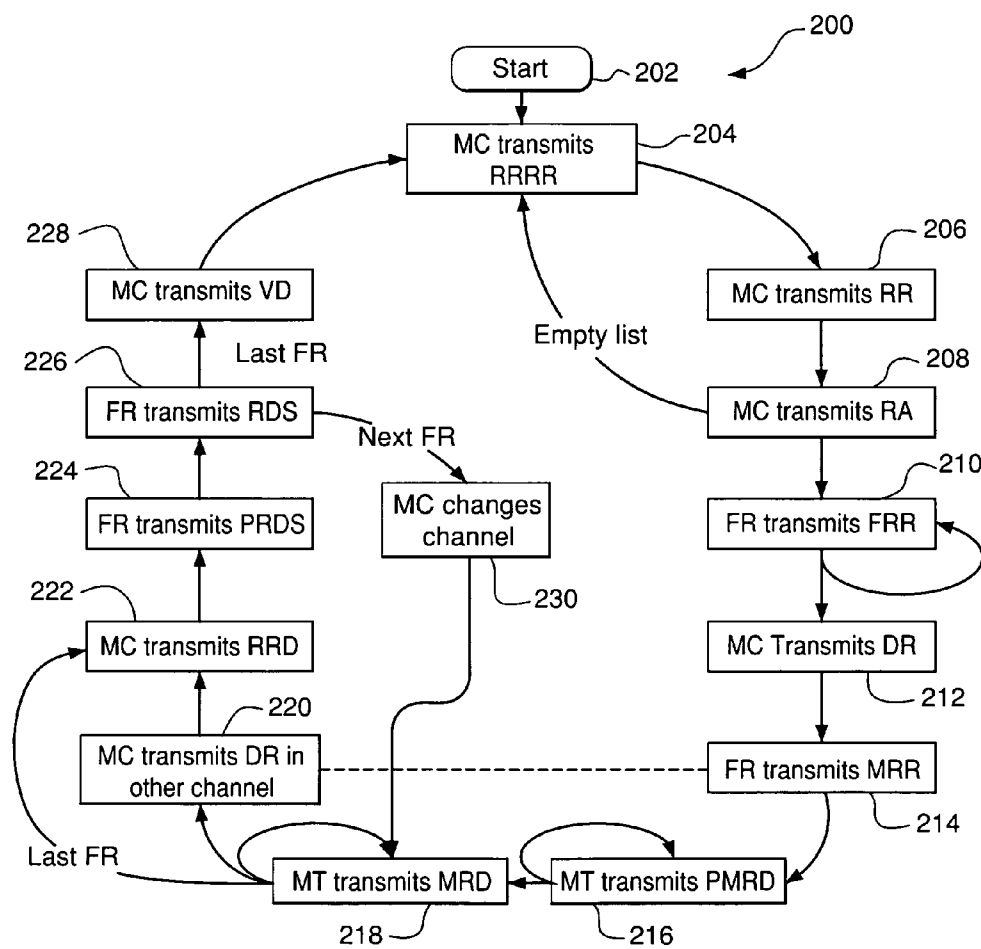 200
Start
202
MC transmits
RRRR
204
228
206
MC transmits VD
MC transmits RR
Empty list
Last FR
226
208
FR transmits RDS
MC transmits RA
Next FR
224
210
MC changes
channel
FR transmits PRDS
FR transmits FRR
222
230
MC transmits RRD
MC Transmits DR
220
212
MC transmits DR in
other channel
FR transmits MRR
214
Last FR
MT transmits MRD
MT transmits PMRD
218
216